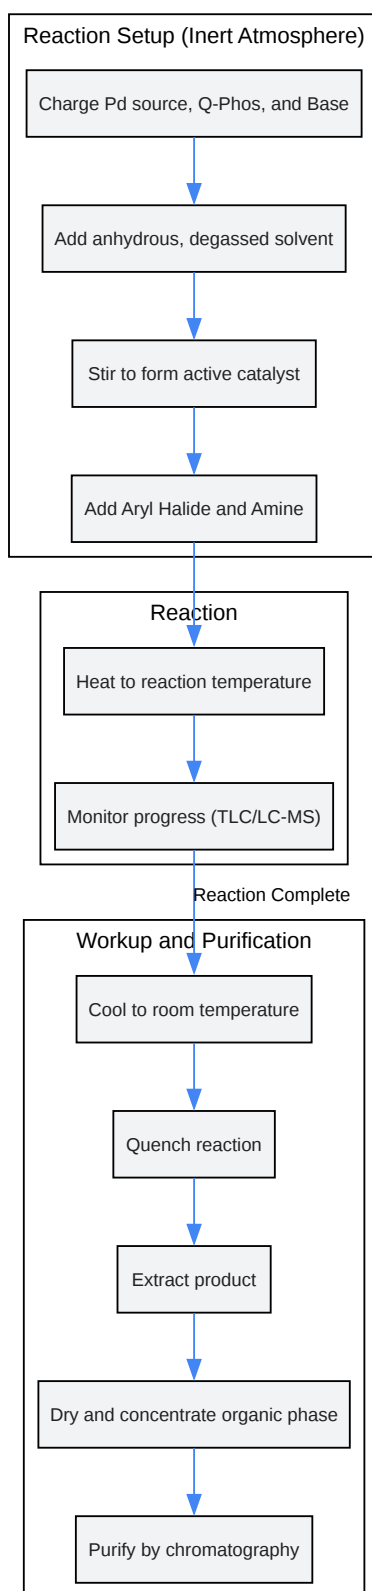 Reaction Setup (Inert Atmosphere)
Charge Pd source, Q-Phos, and Base
Add anhydrous, degassed solvent
Stir to form active catalyst
Add Aryl Halide and Amine
Reaction
Heat to reaction temperature
Monitor progress (TLC/LC-MS)
Reaction Complete
Workup and Purification
Cool to room temperature
Quench reaction
Extract product
Dry and concentrate organic phase
Purify by chromatography